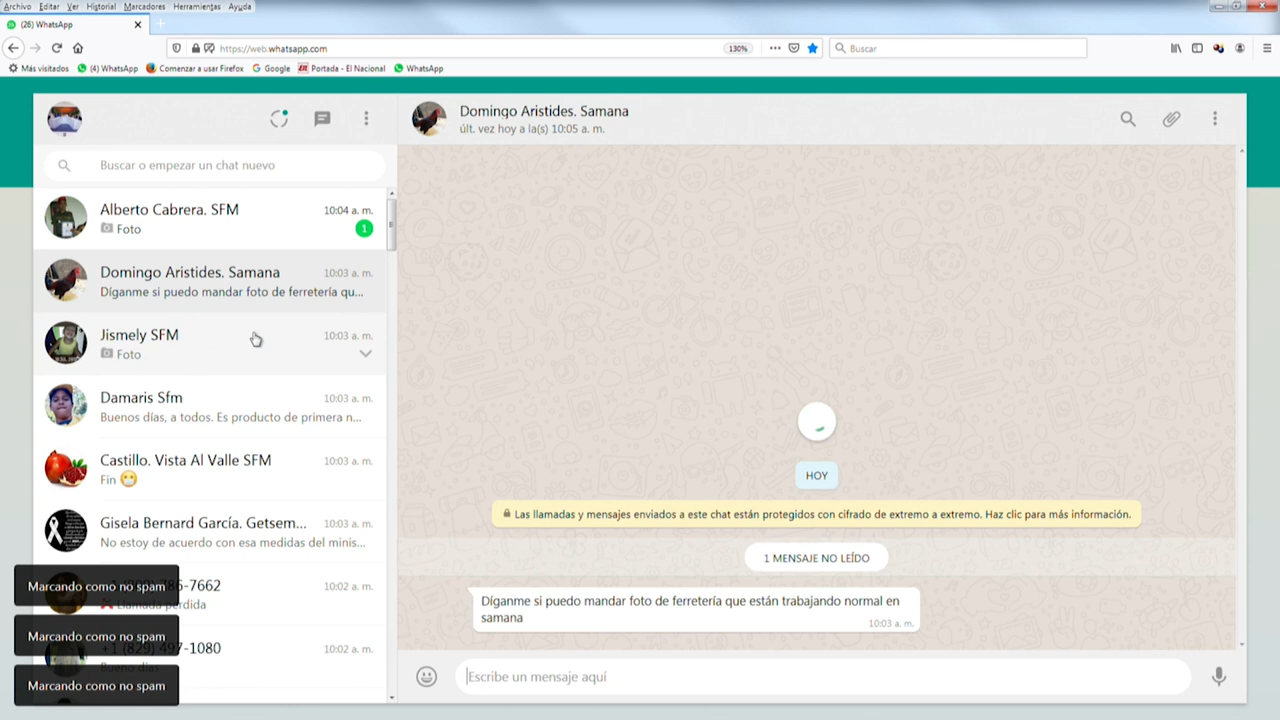 Archivo Editar Ver Historial Marcadores Herramientas Ayuda
(26) WhatsApp
https://web.whatsapp.com
130%
Buscar
Más visitados
(4) WhatsApp
Comenzar a usar Firefox
Google
Portada - El Nacional
WhatsApp
Buscar o empezar un chat nuevo
Alberto Cabrera. SFM
10:04 a. m.
Foto
1
Domingo Aristides. Samana
10:03 a. m.
Díganme si puedo mandar foto de ferretería qu...
Jismely SFM
10:03 a. m.
Foto
Damaris Sfm
10:03 a. m.
Buenos días, a todos. Es producto de primera n...
Castillo. Vista Al Valle SFM
10:03 a. m.
Fin 😁
Gisela Bernard García.Getsem...
10:03 a. m.
No estoy de acuerdo con esa medidas del minis...
786-7662
10:02 a. m.
Llamada perdida
+1 (829) 497-1080
10:02 a. m.
Bueno dias
Marcando como no spam
Marcando como no spam
Marcando como no spam
Domingo Aristides. Samana
últ. vez hoy a la(s) 10:05 a. m.
HOY
Las llamadas y mensajes enviados a este chat están protegidos con cifrado de extremo a extremo. Haz clic para más información.
1 MENSAJE NO LEÍDO
Díganme si puedo mandar foto de ferretería que están trabajando normal en
samana
10:03 a. m.
Escribe un mensaje aquí